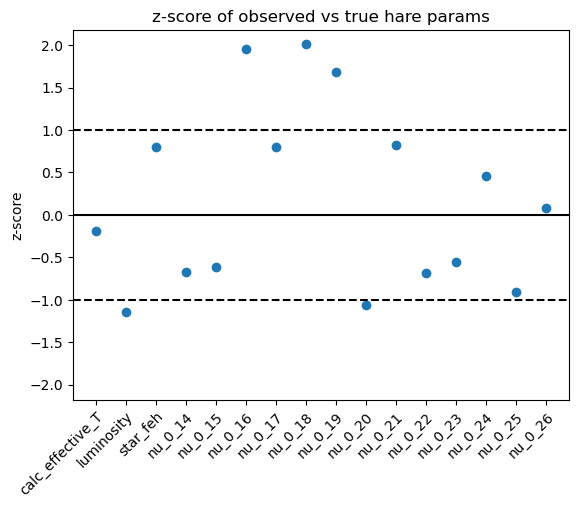 z-score of observed vs true hare params
z-score
2.0
1.5
1.0
0.5
0.0
−0.5
−1.0
−1.5
−2.0
calc_effective_T
luminosity
star_feh
nu_0_14
nu_0_15
nu_0_16
nu_0_17
nu_0_18
nu_0_19
nu_0_20
nu_0_21
nu_0_22
nu_0_23
nu_0_24
nu_0_25
nu_0_26